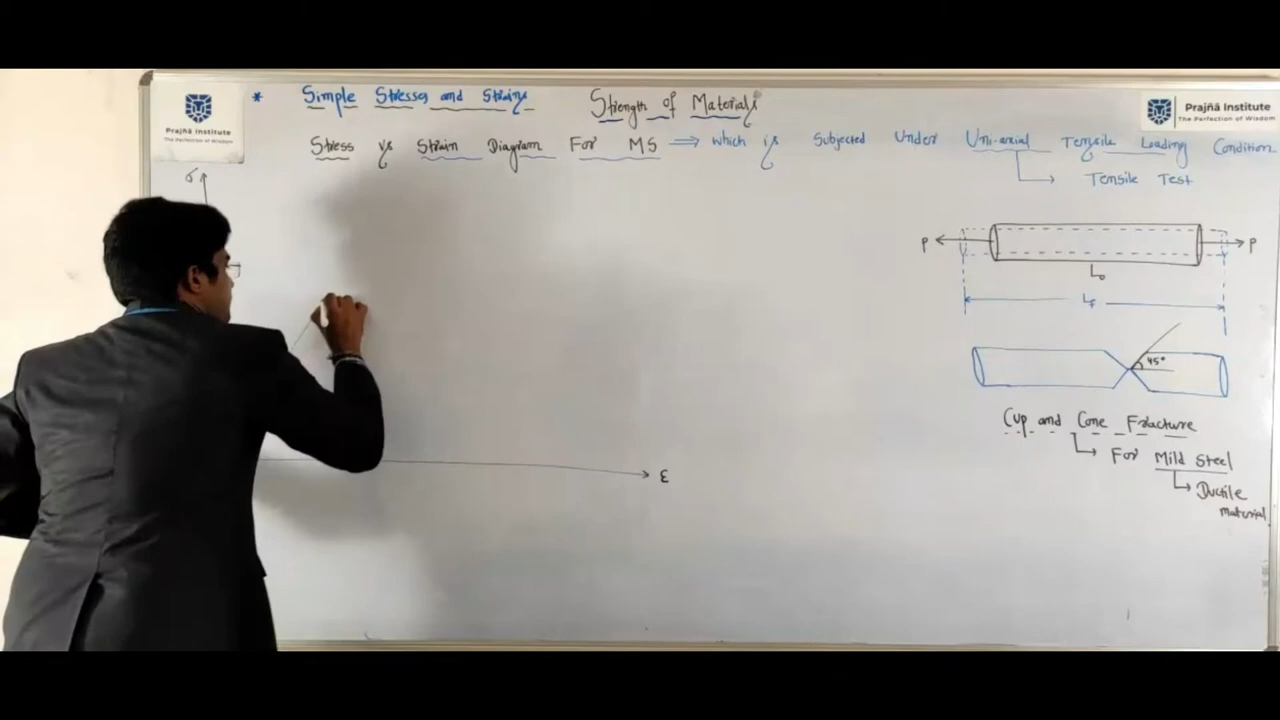 Prajñā Institute
The Perfection of Wisdom
* Simple Stresses and Strains
Strength of Materials
Prajñā Institute
The Perfection of Wisdom
Stress vs Strain Diagram For MS ⇒ which is Subjected Under Uni-axial Tensile Loading Condition
Tensile Test
σ
P
P
L₀
Lf
45°
Cup and Cone Fracture
For Mild Steel
Ductile
material
ε